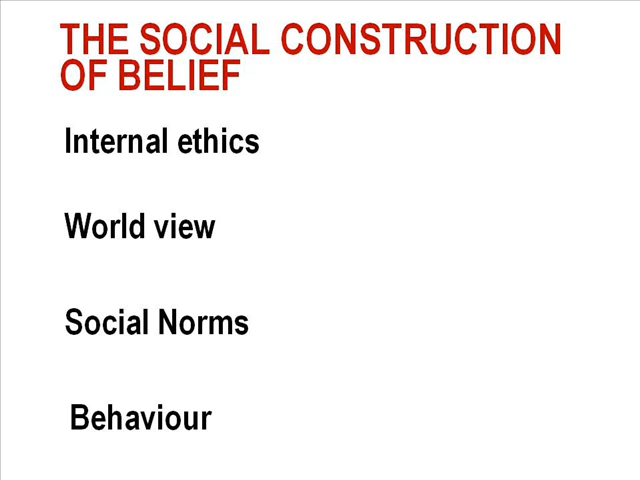 THE SOCIAL CONSTRUCTION
OF BELIEF
Internal ethics
World view
Social Norms
Behaviour